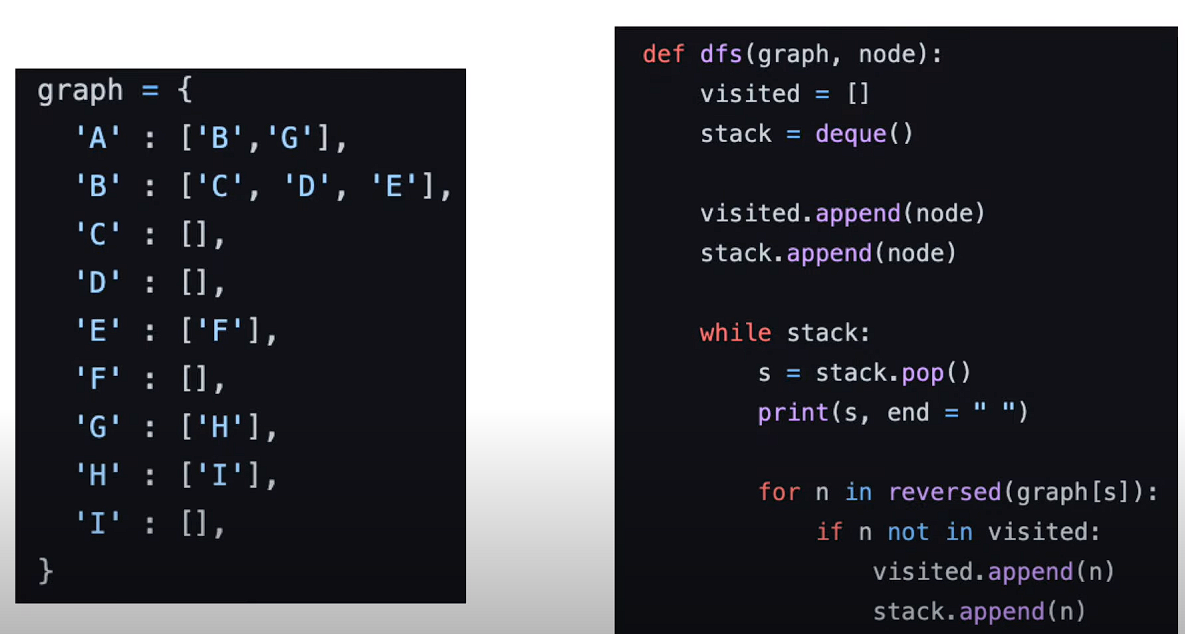 graph = {
  'A' : ['B','G'],
  'B' : ['C', 'D', 'E'],
  'C' : [],
  'D' : [],
  'E' : ['F'],
  'F' : [],
  'G' : ['H'],
  'H' : ['I'],
  'I' : [],
}
def dfs(graph, node):
    visited = []
    stack = deque()

    visited.append(node)
    stack.append(node)

    while stack:
        s = stack.pop()
        print(s, end = " ")

        for n in reversed(graph[s]):
            if n not in visited:
                visited.append(n)
                stack.append(n)